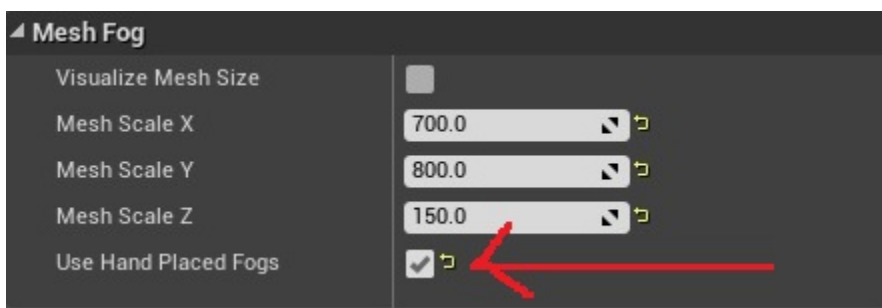 Mesh Fog
Visualize Mesh Size
Mesh Scale X 700.0
Mesh Scale Y 800.0
Mesh Scale Z 150.0
Use Hand Placed Fogs